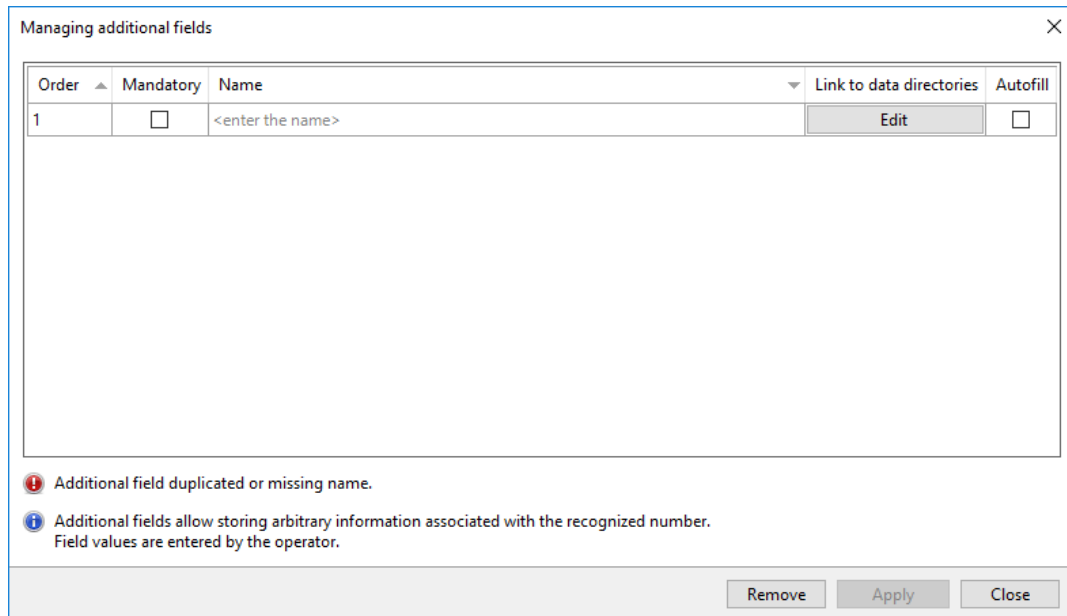 Managing additional fields
Order Mandatory Name Link to data directories Autofill
1 <enter the name> Edit
Additional field duplicated or missing name.
Additional fields allow storing arbitrary information associated with the recognized number.
Field values are entered by the operator.
Remove Apply Close